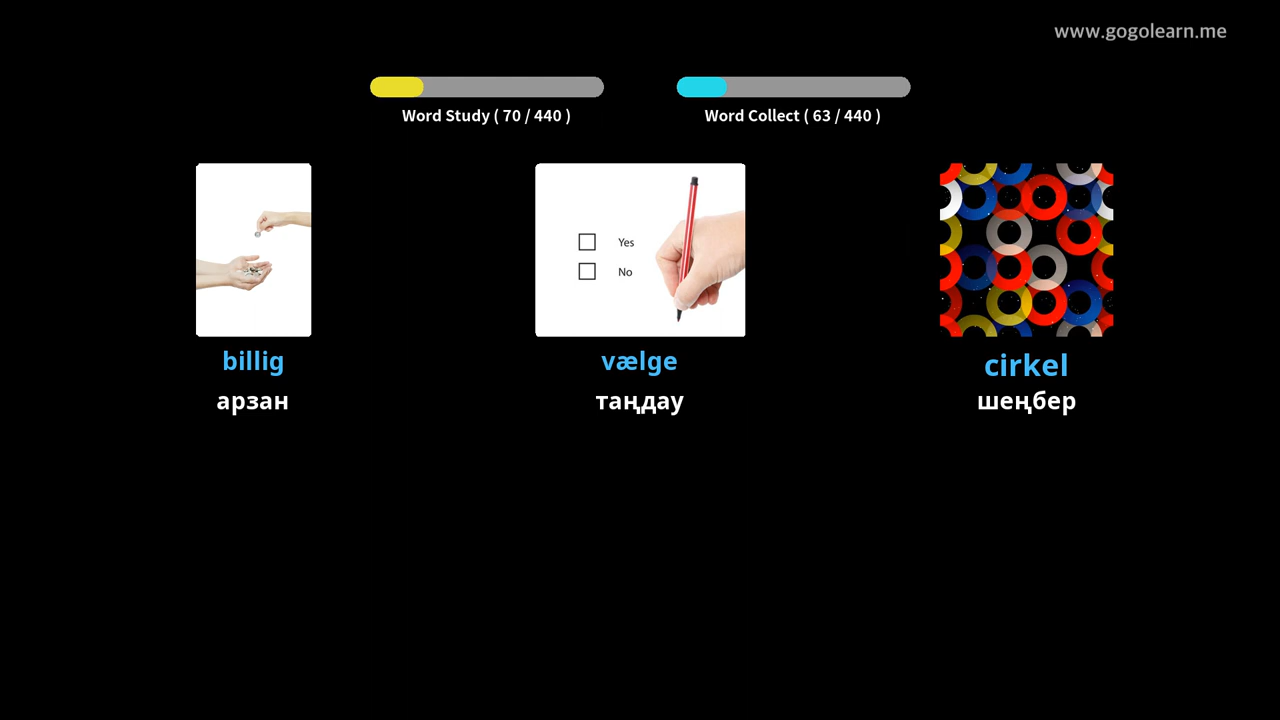 www.gogolearn.me
Word Study ( 70 / 440 )
Word Collect ( 63 / 440 )
Yes
No
billig
арзан
vælge
таңдау
cirkel
шеңбер